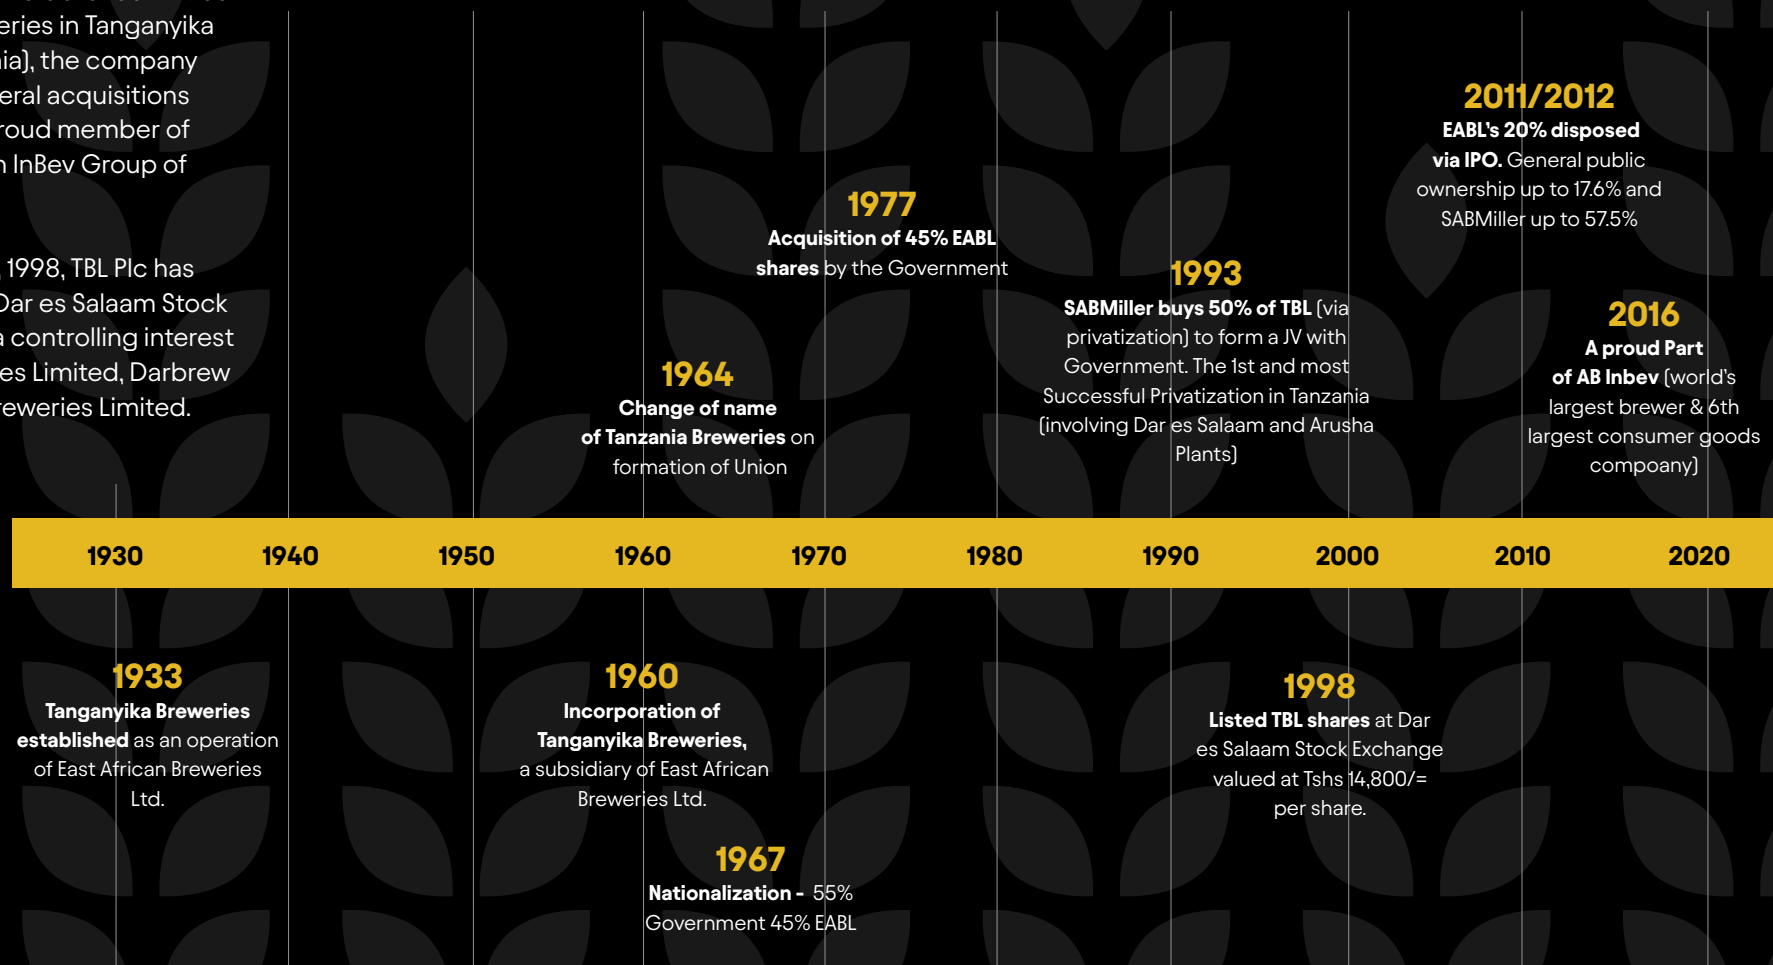 eries in Tanganyika
ia), the company
eral acquisitions
roud member of
InBev Group of
1998, TBL Plc has
Dar es Salaam Stock
a controlling interest
es Limited, Darbrew
reweries Limited.
2011/2012
EABL's 20% disposed
via IPO. General public
ownership up to 17.6% and
SABMiller up to 57.5%
1977
Acquisition of 45% EABL
shares by the Government
1993
SABMiller buys 50% of TBL (via
privatization) to form a JV with
Government. The 1st and most
Successful Privatization in Tanzania
(involving Dar es Salaam and Arusha
Plants)
2016
A proud Part
of AB Inbev (world's
largest brewer & 6th
largest consumer goods
compoany)
1964
Change of name
of Tanzania Breweries on
formation of Union
1930 1940 1950 1960 1970 1980 1990 2000 2010 2020
1933
Tanganyika Breweries
established as an operation
of East African Breweries
Ltd.
1960
Incorporation of
Tanganyika Breweries,
a subsidiary of East African
Breweries Ltd.
1967
Nationalization - 55%
Government 45% EABL
1998
Listed TBL shares at Dar
es Salaam Stock Exchange
valued at Tshs 14,800/=
per share.